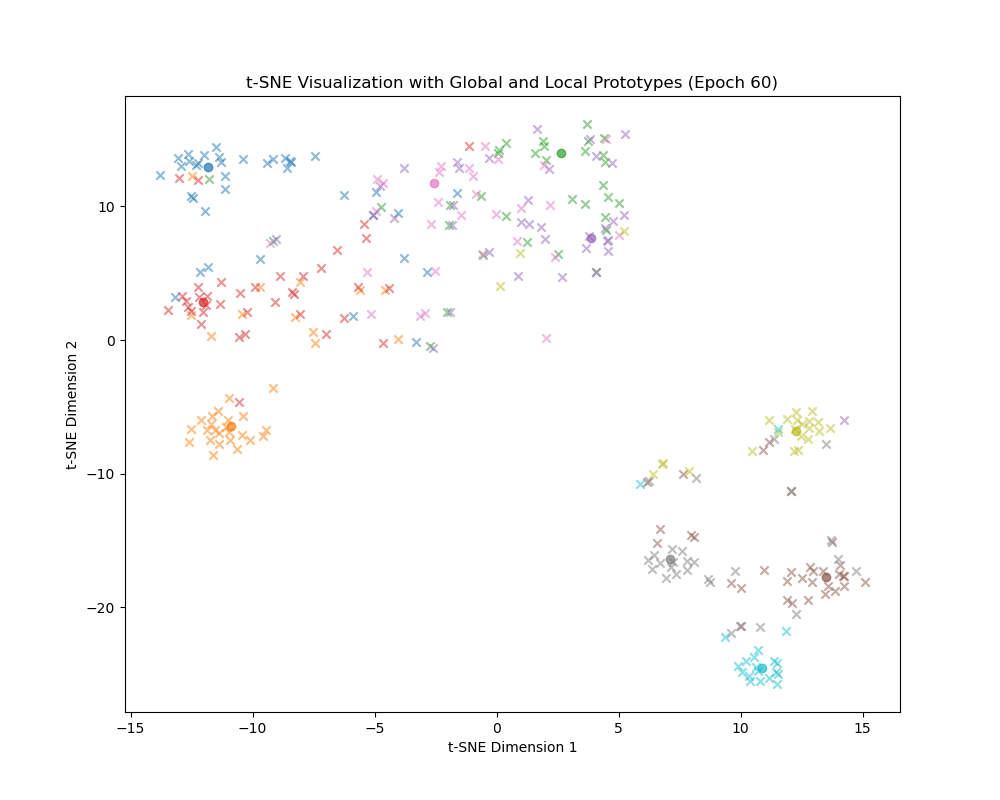 t-SNE Visualization with Global and Local Prototypes (Epoch 60)
10
0
−10
−20
t-SNE Dimension 2
−15 −10 −5 0 5 10 15
t-SNE Dimension 1